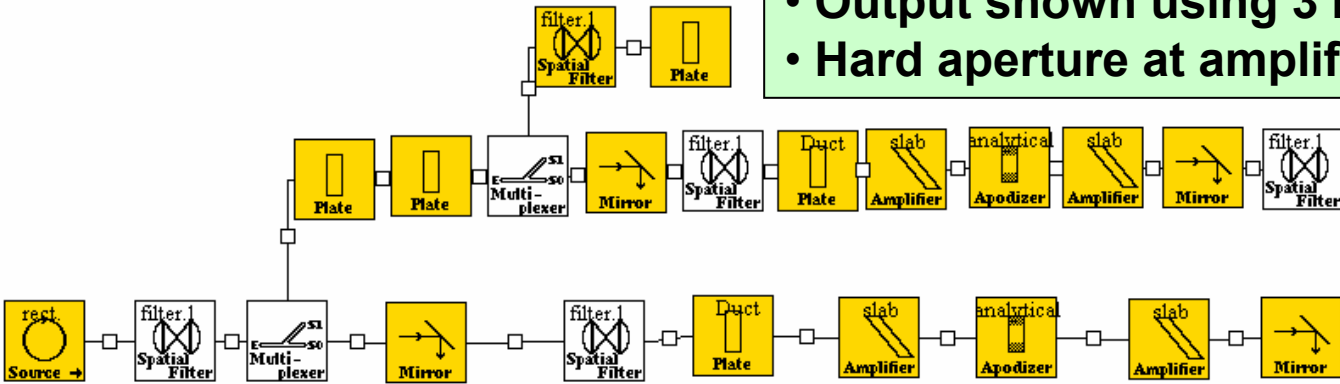 • Output shown using 3
• Hard aperture at amplif
filter.1
Spatial
Filter
Plate
Plate
Plate
E
S1
S0
Multi-
plexer
Mirror
filter.1
Spatial
Filter
Duct
Plate
slab
Amplifier
analytical
Apodizer
slab
Amplifier
Mirror
filter.1
Spatial
Filter
rect.
Source →
filter.1
Spatial
Filter
E
S1
S0
Multi-
plexer
Mirror
filter.1
Spatial
Filter
Duct
Plate
slab
Amplifier
analytical
Apodizer
slab
Amplifier
Mirror